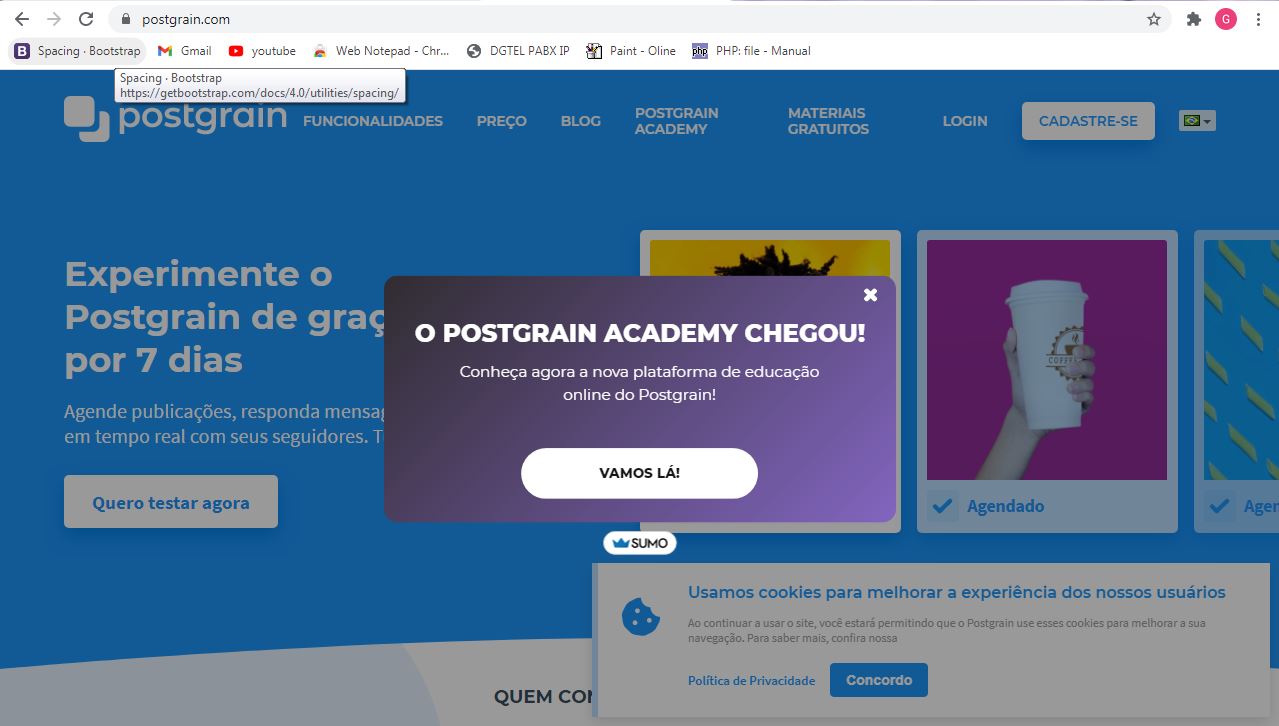 postgrain.com
G
B Spacing · Bootstrap
Gmail
youtube
Web Notepad - Chr...
DGTEL PABX IP
Paint - Oline
php PHP: file - Manual
Spacing · Bootstrap
https://getbootstrap.com/docs/4.0/utilities/spacing/
postgrain
FUNCIONALIDADES
PREÇO
BLOG
POSTGRAIN
ACADEMY
MATERIAIS
GRATUITOS
LOGIN
CADASTRE-SE
Experimente o
Postgrain de graç
por 7 dias
Agende publicações, responda mensag
em tempo real com seus seguidores. T
Quero testar agora
O POSTGRAIN ACADEMY CHEGOU!
Conheça agora a nova plataforma de educação
online do Postgrain!
VAMOS LÁ!
SUMO
COFFEE
Agendado
Agen
Usamos cookies para melhorar a experiência dos nossos usuários
Ao continuar a usar o site, você estará permitindo que o Postgrain use esses cookies para melhorar a sua
navegação. Para saber mais, confira nossa
Política de Privacidade
Concordo
QUEM CON